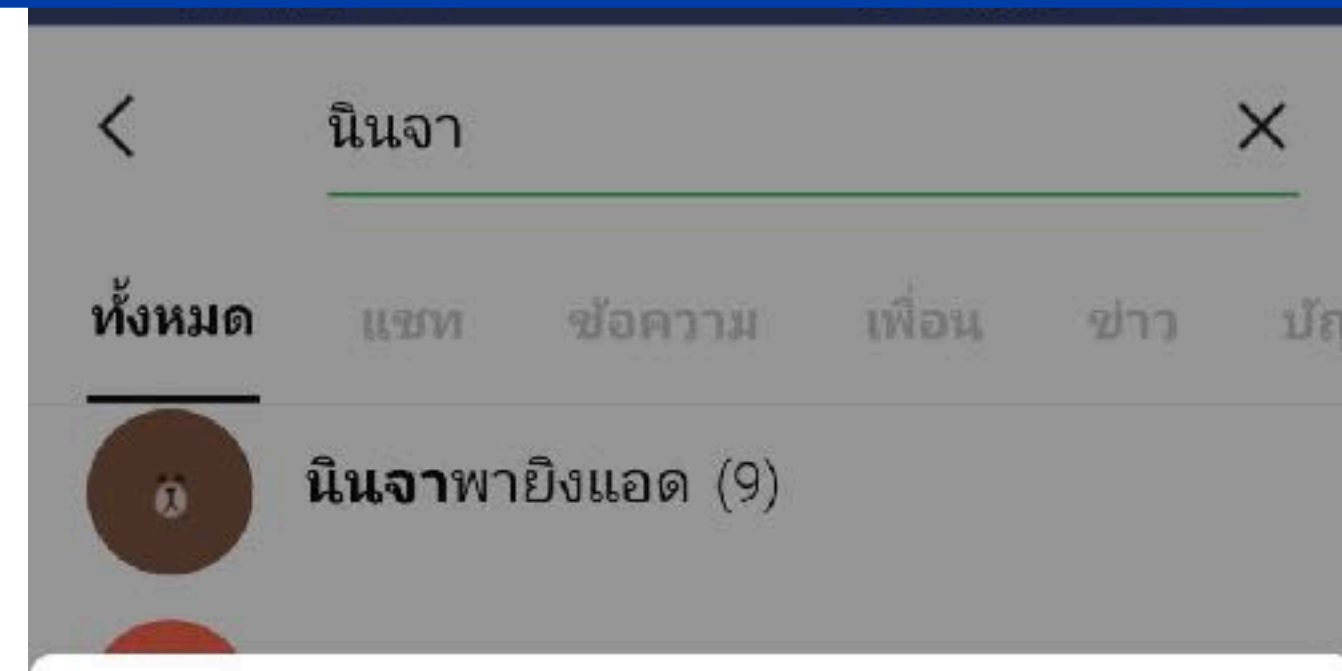 นินจา
ทั้งหมด แชท ข้อความ เพื่อน ข่าว
นินจาพายิงแอด (9)